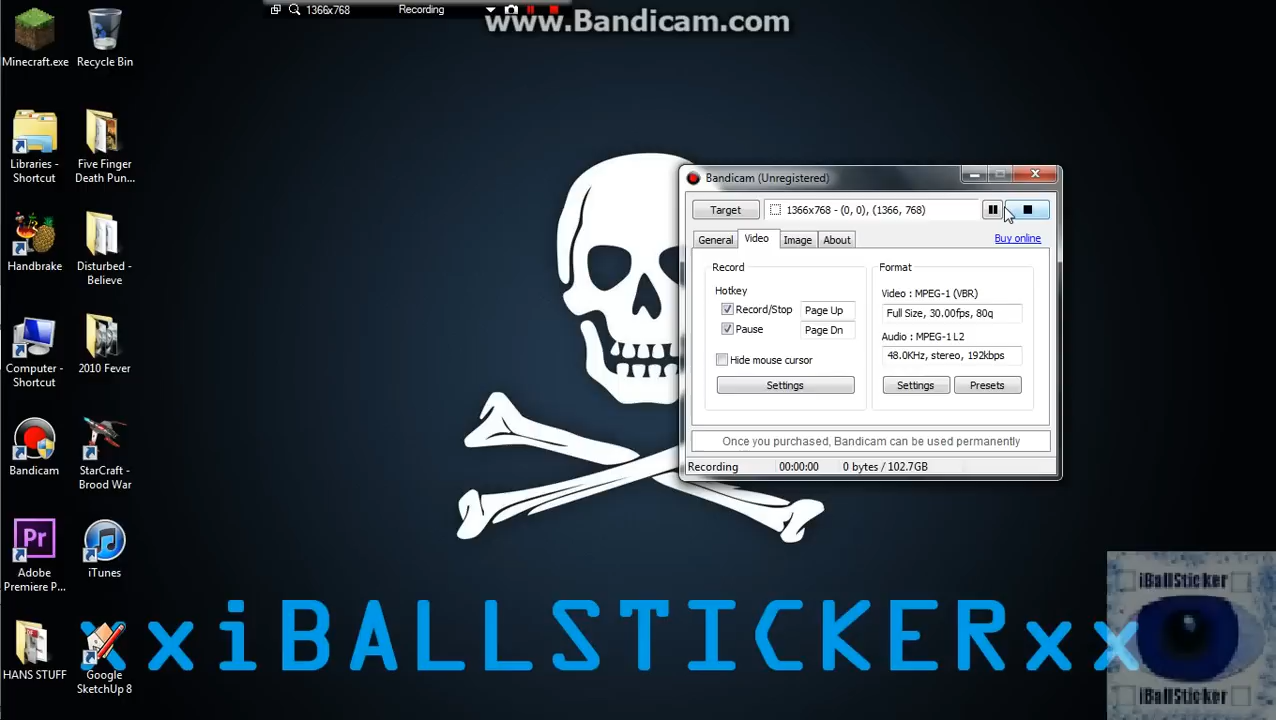 1366x768 Recording
www.Bandicam.com
Minecraft.exe
Recycle Bin
Libraries -
Shortcut
Five Finger
Death Pun...
Handbrake
Disturbed -
Believe
Computer -
Shortcut
2010 Fever
Bandicam
StarCraft -
Brood War
Pr
Adobe
Premiere P...
iTunes
HANS STUFF
Google
SketchUp 8
Bandicam (Unregistered)
Target
1366x768 - (0, 0), (1366, 768)
General Video Image About
Buy online
Record
Hotkey
Record/Stop Page Up
Pause Page Dn
Hide mouse cursor
Settings
Format
Video : MPEG-1 (VBR)
Full Size, 30.00fps, 80q
Audio : MPEG-1 L2
48.0KHz, stereo, 192kbps
Settings Presets
Once you purchased, Bandicam can be used permanently
Recording 00:00:00 0 bytes / 102.7GB
xxiBALLSTICKERxx
iBallSticker
iBallSticker